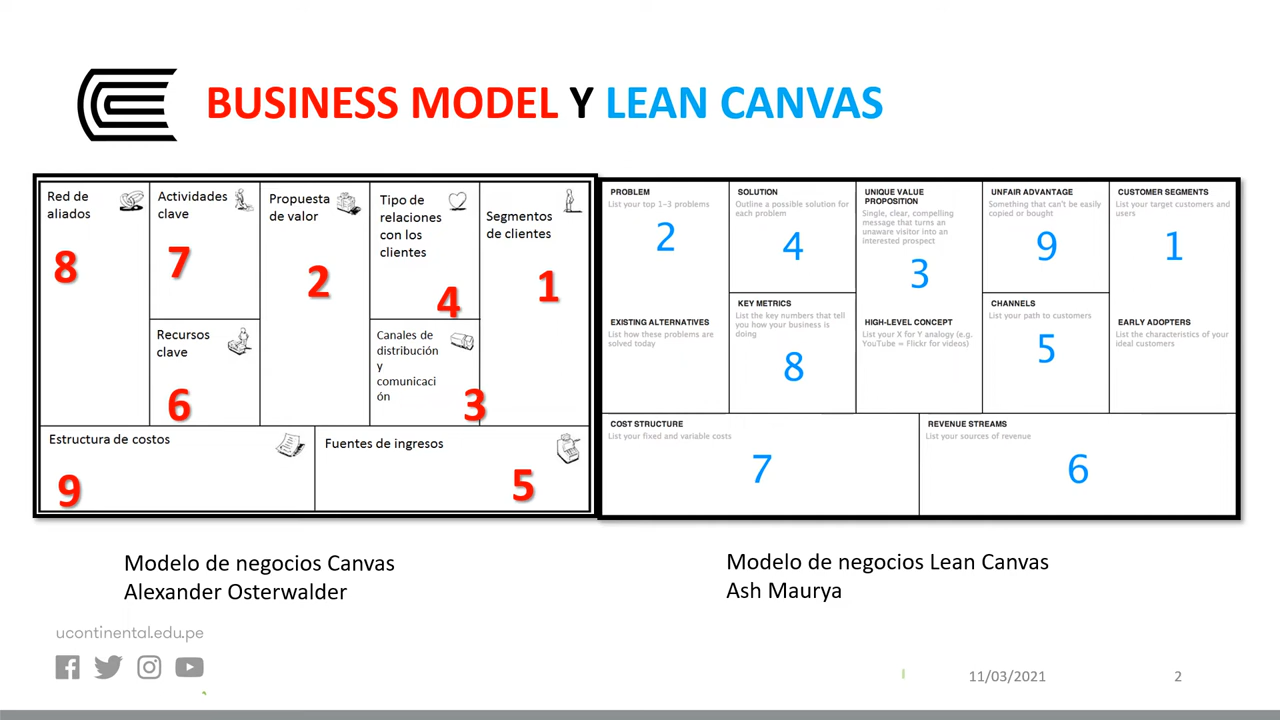 BUSINESS MODEL Y LEAN CANVAS
Red de
aliados
8
Actividades
clave
7
Recursos
clave
6
Propuesta
de valor
2
Tipo de
relaciones
con los
clientes
4
Canales de
distribución
y
comunicaci
ón
3
Segmentos
de clientes
1
Estructura de costos
9
Fuentes de ingresos
5
PROBLEM
List your top 1-3 problems
2
EXISTING ALTERNATIVES
List how these problems are
solved today
SOLUTION
Outline a possible solution for
each problem
4
KEY METRICS
List the key numbers that tell
you how your business is
doing
8
UNIQUE VALUE
PROPOSITION
Single, clear, compelling
message that turns an
unaware visitor into an
interested prospect
3
HIGH-LEVEL CONCEPT
List your X for Y analogy (e.g.
YouTube = Flickr for videos)
UNFAIR ADVANTAGE
Something that can't be easily
copied or bought
9
CHANNELS
List your path to customers
5
CUSTOMER SEGMENTS
List your target customers and
users
1
EARLY ADOPTERS
List the characteristics of your
ideal customers
COST STRUCTURE
List your fixed and variable costs
7
REVENUE STREAMS
List your sources of revenue
6
Modelo de negocios Canvas
Alexander Osterwalder
Modelo de negocios Lean Canvas
Ash Maurya
ucontinental.edu.pe
11/03/2021
2